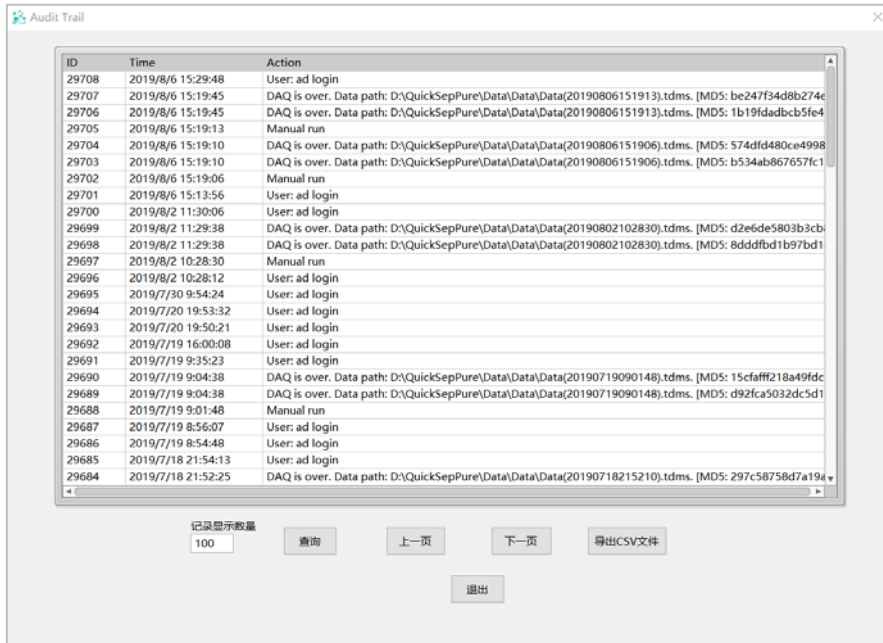 Audit Trail
ID Time Action
29708 2019/8/6 15:29:48 User: ad login
29707 2019/8/6 15:19:45 DAQ is over. Data path: D:\QuickSepPure\Data\Data\Data(20190806151913).tdms. [MD5: be247f34d8b274e
29706 2019/8/6 15:19:45 DAQ is over. Data path: D:\QuickSepPure\Data\Data\Data(20190806151913).tdms. [MD5: 1b19fdadbcb5fe4
29705 2019/8/6 15:19:13 Manual run
29704 2019/8/6 15:19:10 DAQ is over. Data path: D:\QuickSepPure\Data\Data\Data(20190806151906).tdms. [MD5: 574dfd480ce4998
29703 2019/8/6 15:19:10 DAQ is over. Data path: D:\QuickSepPure\Data\Data\Data(20190806151906).tdms. [MD5: b534ab867657fc1
29702 2019/8/6 15:19:06 Manual run
29701 2019/8/6 15:13:56 User: ad login
29700 2019/8/2 11:30:06 User: ad login
29699 2019/8/2 11:29:38 DAQ is over. Data path: D:\QuickSepPure\Data\Data\Data(20190802102830).tdms. [MD5: d2e6de5803b3cb
29698 2019/8/2 11:29:38 DAQ is over. Data path: D:\QuickSepPure\Data\Data\Data(20190802102830).tdms. [MD5: 8dddfbd1b97bd1
29697 2019/8/2 10:28:30 Manual run
29696 2019/8/2 10:28:12 User: ad login
29695 2019/7/30 9:54:24 User: ad login
29694 2019/7/20 19:53:32 User: ad login
29693 2019/7/20 19:50:21 User: ad login
29692 2019/7/19 16:00:08 User: ad login
29691 2019/7/19 9:35:23 User: ad login
29690 2019/7/19 9:04:38 DAQ is over. Data path: D:\QuickSepPure\Data\Data\Data(20190719090148).tdms. [MD5: 15cfafff218a49fdc
29689 2019/7/19 9:04:38 DAQ is over. Data path: D:\QuickSepPure\Data\Data\Data(20190719090148).tdms. [MD5: d92fca5032dc5d1
29688 2019/7/19 9:01:48 Manual run
29687 2019/7/19 8:56:07 User: ad login
29686 2019/7/19 8:54:48 User: ad login
29685 2019/7/18 21:54:13 User: ad login
29684 2019/7/18 21:52:25 DAQ is over. Data path: D:\QuickSepPure\Data\Data\Data(20190718215210).tdms. [MD5: 297c58758d7a19a
记录显示数量
100 查询 上一页 下一页 导出CSV文件
退出